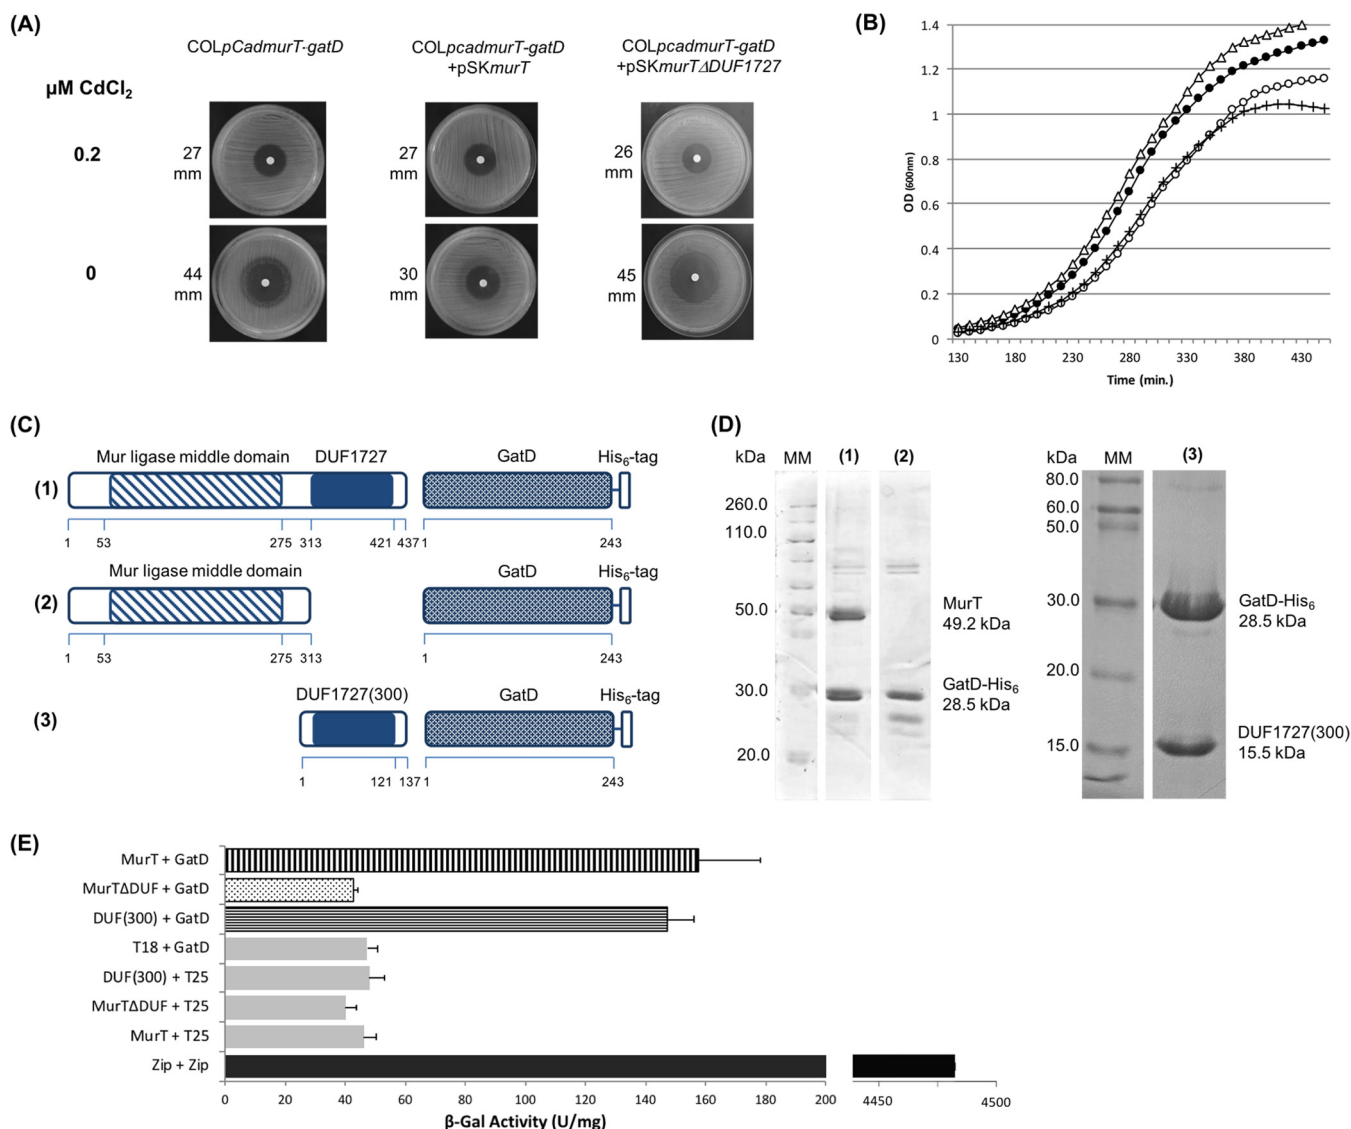 (A)
COLpCadmurT-gatD
COLpcadmurT-gatD
+pSKmurT
COLpcadmurT-gatD
+pSKmurTΔDUF1727
µM CdCl2
0.2
27
mm
27
mm
26
mm
0
44
mm
30
mm
45
mm
(B)
1.4
1.2
1
0.8
0.6
0.4
0.2
0
OD (600nm)
130 180 230 280 330 380 430
Time (min.)
(C)
Mur ligase middle domain DUF1727 GatD His6-tag
(1)
1 53 275 313 421 437 1 243
Mur ligase middle domain GatD His6-tag
(2)
1 53 275 313 1 243
DUF1727(300) GatD His6-tag
(3)
1 121 137 1 243
(D)
kDa MM (1) (2)
260.0
110.0
50.0
30.0
20.0
MurT
49.2 kDa
GatD-His6
28.5 kDa
kDa MM (3)
80.0
60.0
50.0
30.0
20.0
15.0
GatD-His6
28.5 kDa
DUF1727(300)
15.5 kDa
(E)
MurT + GatD
MurTΔDUF + GatD
DUF(300) + GatD
T18 + GatD
DUF(300) + T25
MurTΔDUF + T25
MurT + T25
Zip + Zip
0 20 40 60 80 100 120 140 160 180 200 4450 4500
β-Gal Activity (U/mg)